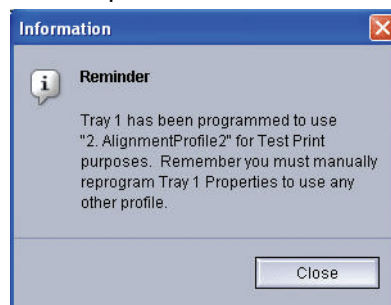 Information
Reminder
Tray 1 has been programmed to use
"2. AlignmentProfile2" for Test Print
purposes. Remember you must manually
reprogram Tray 1 Properties to use any
other profile.
Close